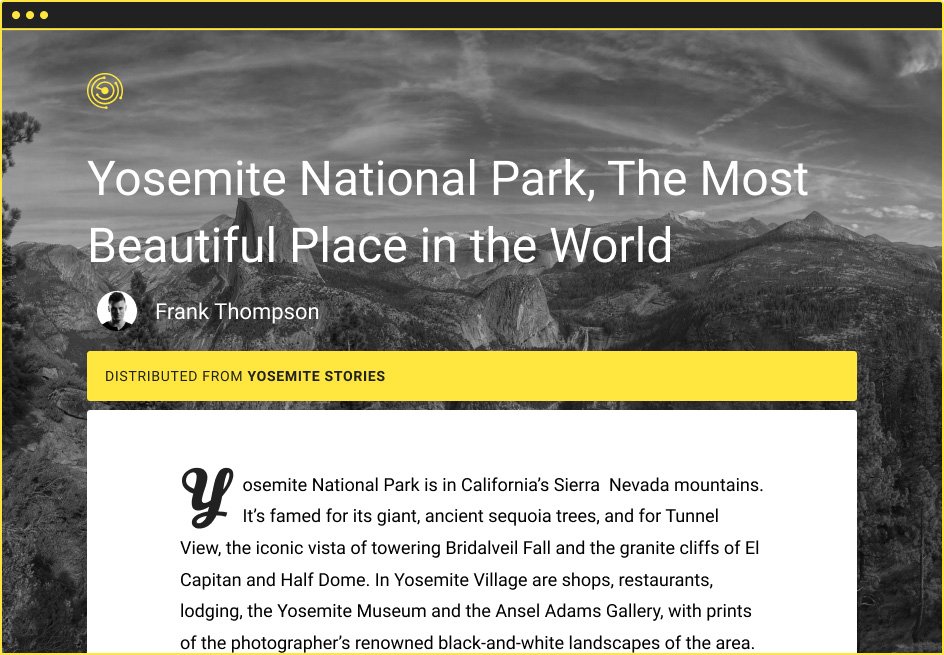 Yosemite National Park, The Most
Beautiful Place in the World
Frank Thompson
DISTRIBUTED FROM YOSEMITE STORIES
Yosemite National Park is in California’s Sierra  Nevada mountains.
It’s famed for its giant, ancient sequoia trees, and for Tunnel
View, the iconic vista of towering Bridalveil Fall and the granite cliffs of El
Capitan and Half Dome. In Yosemite Village are shops, restaurants,
lodging, the Yosemite Museum and the Ansel Adams Gallery, with prints
of the photographer’s renowned black-and-white landscapes of the area.